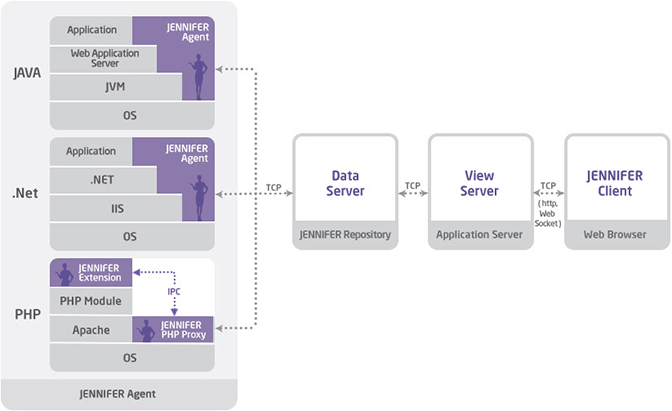 JAVA
Application
JENNIFER
Agent
Web Application
Server
JVM
OS
.Net
Application
JENNIFER
Agent
.NET
IIS
OS
PHP
JENNIFER
Extension
IPC
PHP Module
Apache
JENNIFER
PHP Proxy
OS
JENNIFER Agent
TCP
Data
Server
JENNIFER Repository
TCP
View
Server
Application Server
TCP
(http,
Web
Socket)
JENNIFER
Client
Web Browser